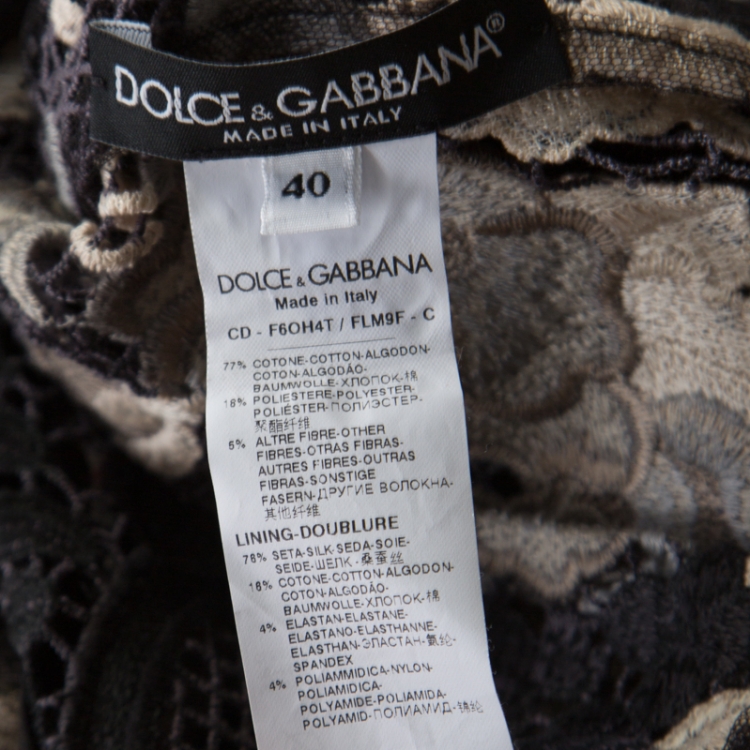 DOLCE & GABBANA®
MADE IN ITALY
40
DOLCE & GABBANA
Made in Italy
CD - F6OH4T / FLM9F - C
77% COTONE-COTTON-ALGODON-
COTON-ALGODÃO-
BAUMWOLLE-ХЛОПОК-棉
18% POLIESTERE-POLYESTER-
POLIÉSTER-ПОЛИЭСТЕР-
聚酯纤维
5% ALTRE FIBRE-OTHER
FIBRES-OTRAS FIBRAS-
AUTRES FIBRES-OUTRAS
FIBRAS-SONSTIGE
FASERN-ДРУГИЕ ВОЛОКНА-
其他纤维
LINING-DOUBLURE
76% SETA-SILK-SEDA-SOIE-
SEIDE-ШЕЛК -桑蚕丝
16% COTONE-COTTON-ALGODON-
COTON-ALGODÃO-
BAUMWOLLE-ХЛОПОК-棉
4% ELASTAN-ELASTANE-
ELASTANO-ELASTHANNE-
ELASTHAN-ЭЛАСТАН-氨纶-
SPANDEX
4% POLIAMMIDICA-NYLON-
POLIAMIDICA-
POLYAMIDE-POLIAMIDA-
POLYAMID-ПОЛИАМИД-锦纶